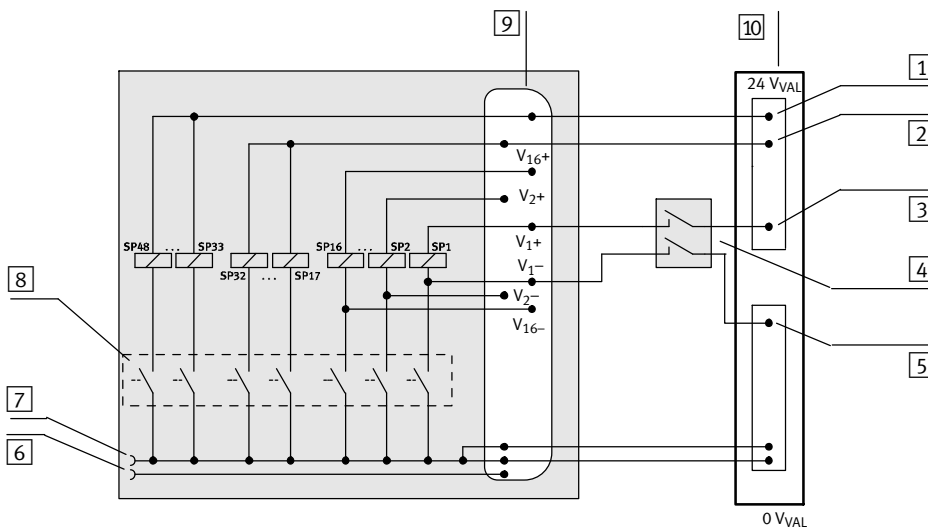 9
10
24 VVAL
1
2
V16+
V2+
3
SP48 ... SP33
SP16 ... SP2 SP1
V1+
SP32 ... SP17
V1–
4
8
V2–
V16–
5
7
6
0 VVAL